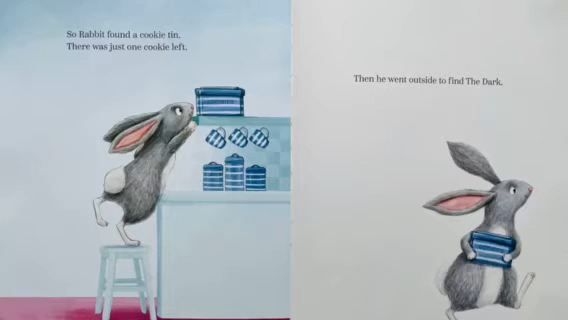 So Rabbit found a cookie tin.
There was just one cookie left.
Then he went outside to find The Dark.